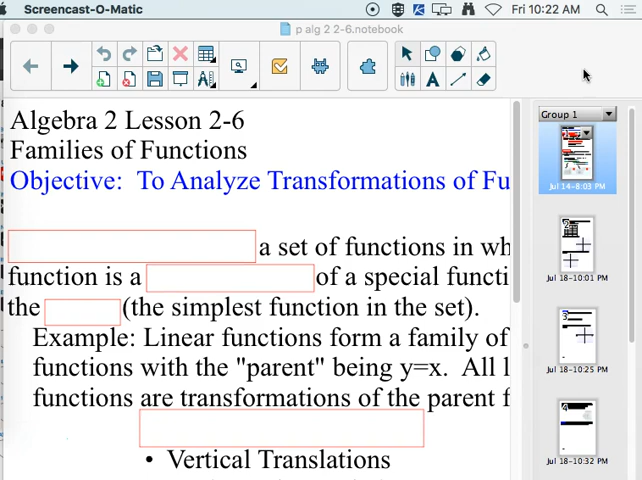 Screencast-O-Matic
Fri 10:22 AM
p alg 2 2-6.notebook
Group 1
Algebra 2 Lesson 2-6
Families of Functions
Objective: To Analyze Transformations of Fu
a set of functions in wh
function is a of a special functi
the (the simplest function in the set).
Example: Linear functions form a family of
functions with the "parent" being y=x. All l
functions are transformations of the parent f
• Vertical Translations
Jul 14-8:03 PM
Jul 18-10:01 PM
Jul 18-10:25 PM
Jul 18-10:32 PM